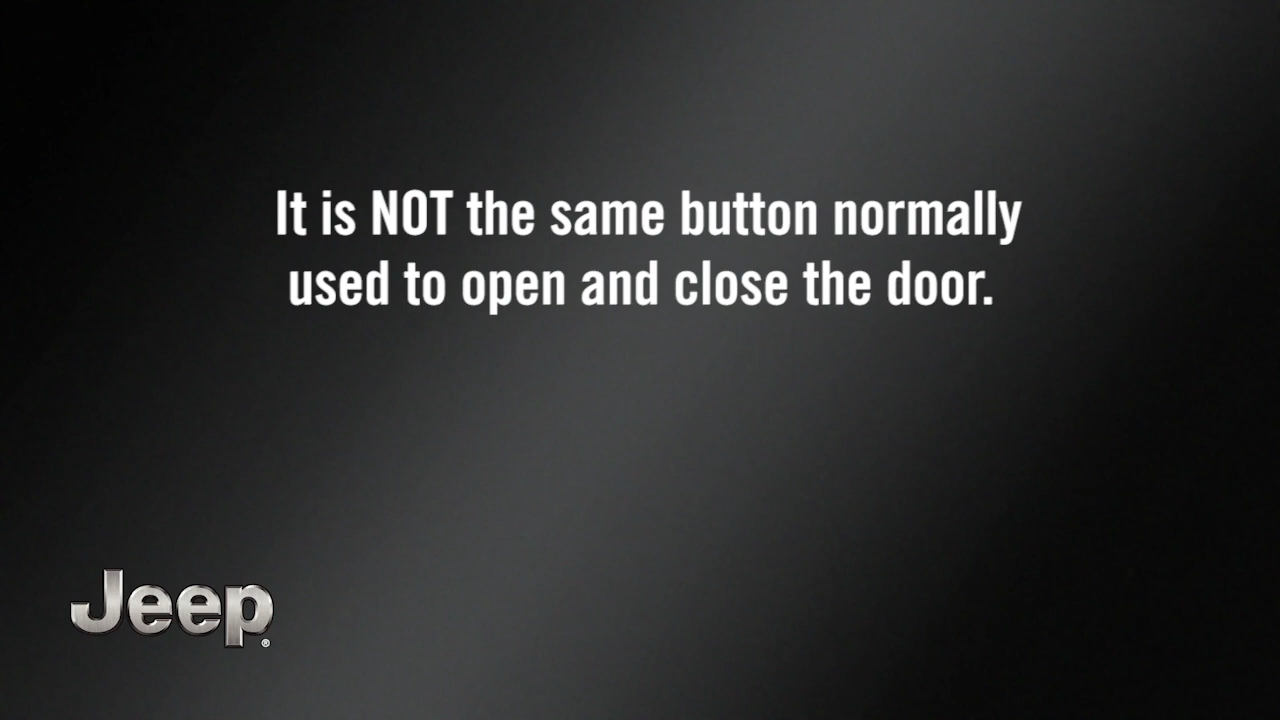 It is NOT the same button normally
used to open and close the door.
Jeep®